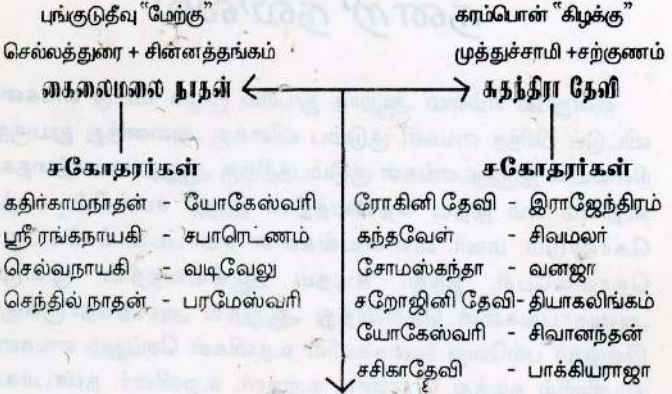 புங்குடுதீவு “மேற்கு”
செல்லத்துரை + சின்னத்தங்கம்
கைலைமலை நாதன்
சகோதரர்கள்
கதிர்காமநாதன் - யோகேஸ்வரி
ஸ்ரீ ரங்கநாயகி - சபாரெடணம்
செல்வநாயகி - வடிவேலு
செந்தில் நாதன் - பரமேஸ்வரி
கரம்பொன் “கிழக்கு”
முத்துச்சாமி +சற்குணம்
சுதந்திரா தேவி
சகோதரர்கள்
ரோகினி தேவி - இராஜேந்திரம்
கந்தவேள் - சிவமலர்
சோமஸ்கந்தா வனஜா
சறோஜினி தேவி- தியாகலிங்கம்
யோகேஸ்வரி - சிவானந்தன்
சசிகாதேவி - பாக்கியராஜா